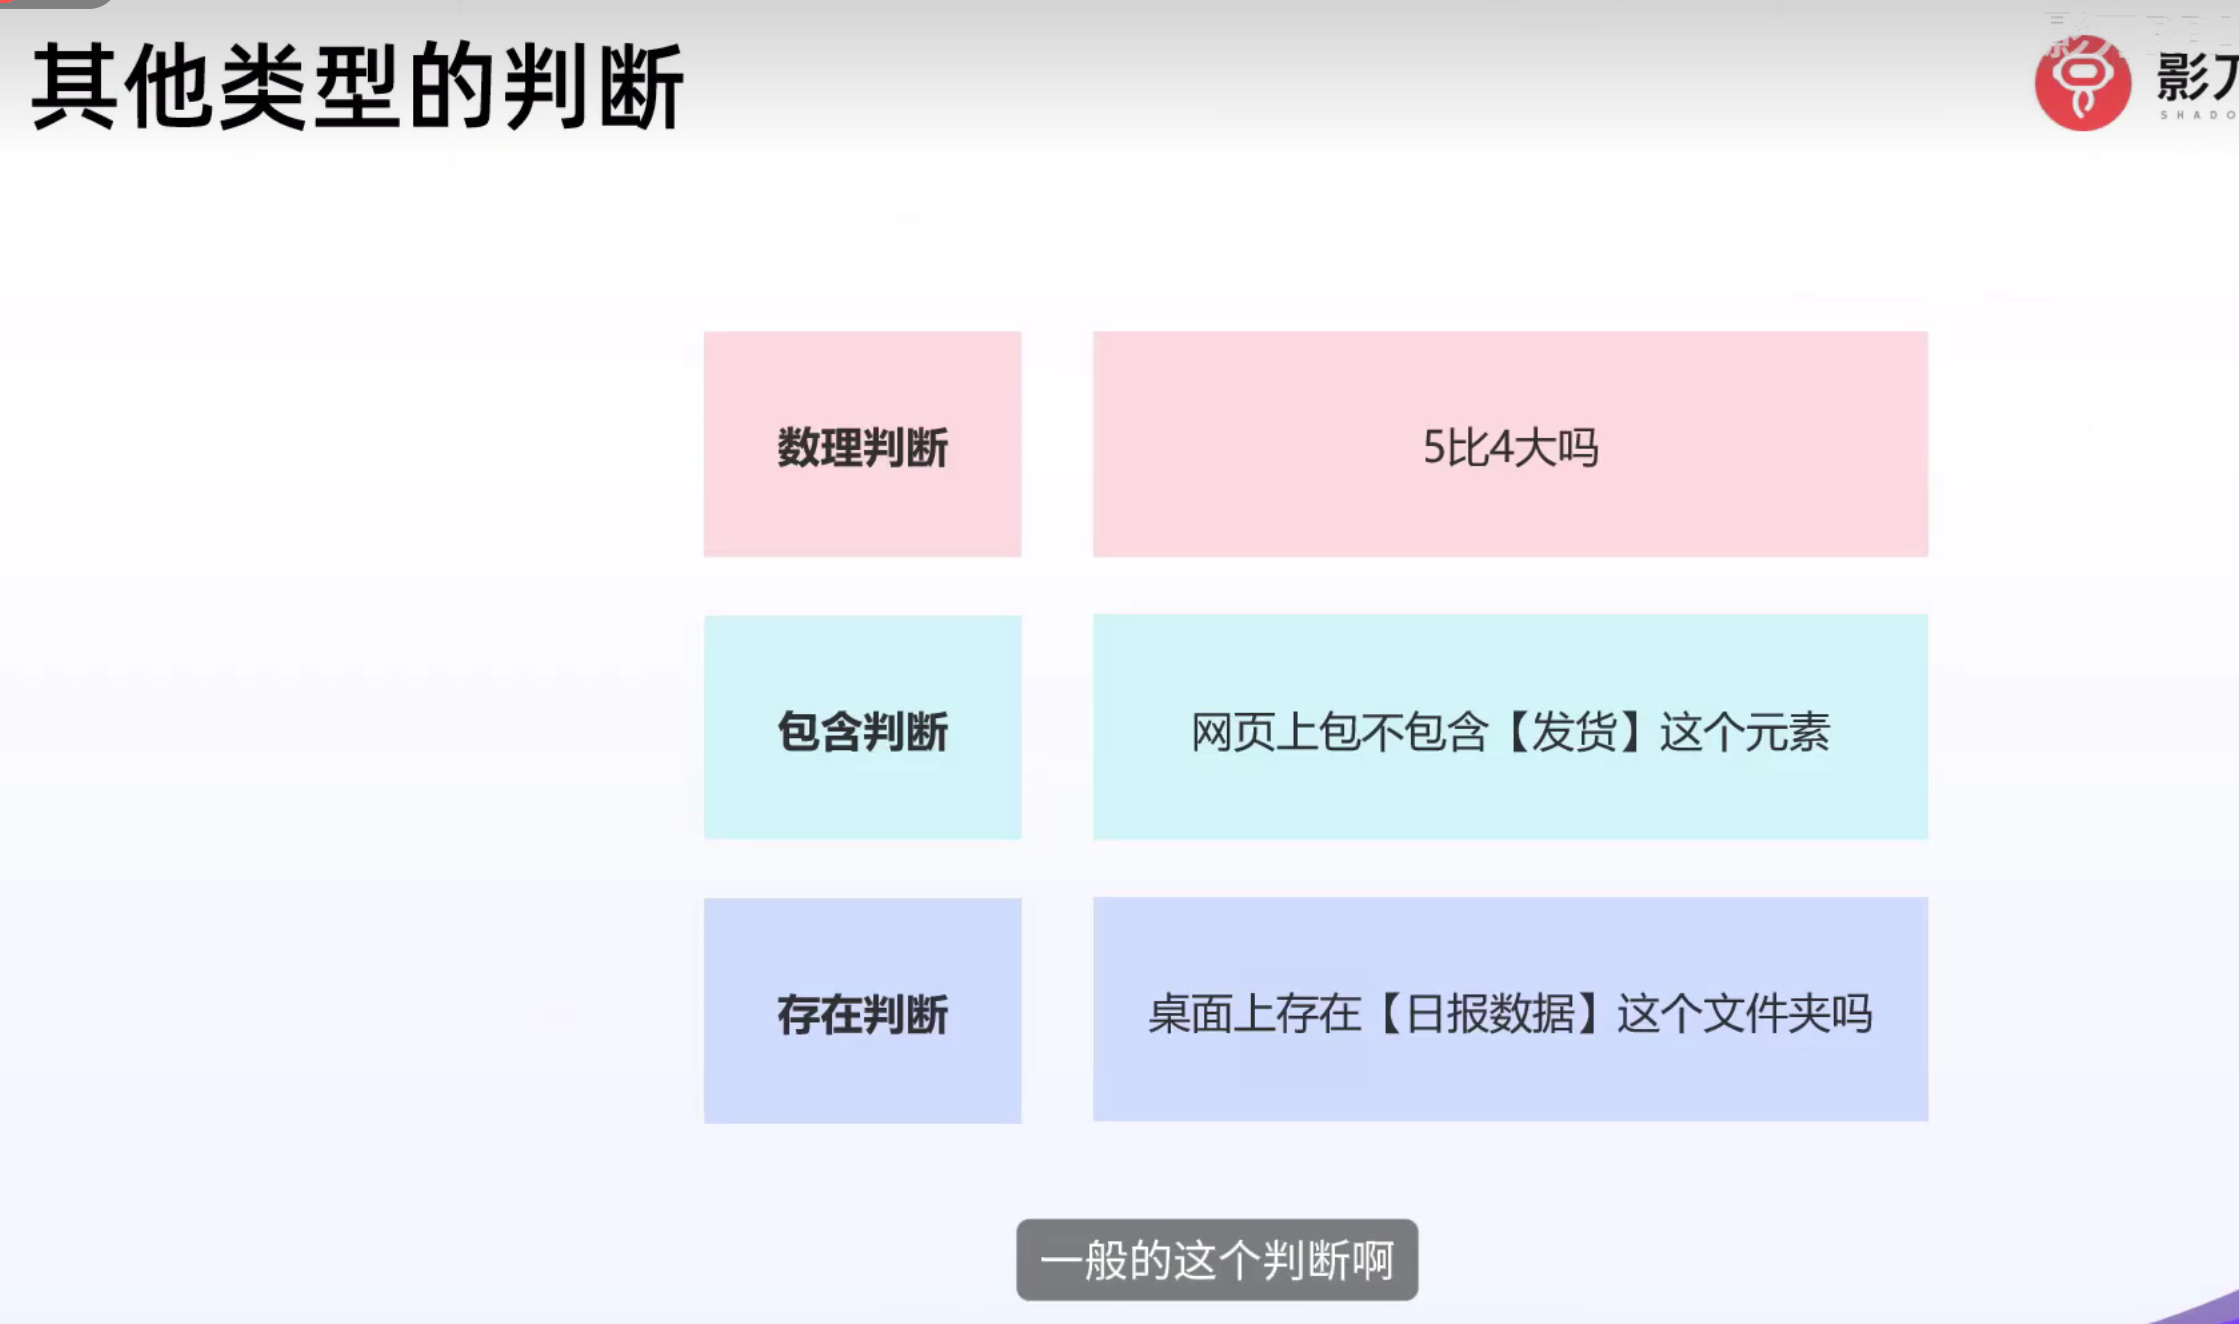 其他类型的判断
影刀
SHADO
数理判断
5比4大吗
包含判断
网页上包不包含【发货】这个元素
存在判断
桌面上存在【日报数据】这个文件夹吗
一般的这个判断啊